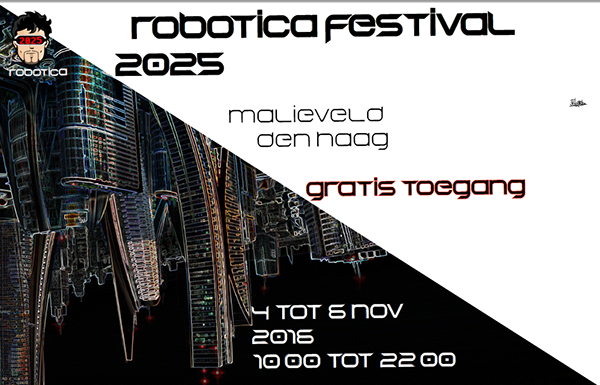 ROBOTICA FESTIVAL
2025
2025
ROBOTICA
MALIEVELD
DEN HAAG
GRATIS TOEGANG
4 TOT 6 NOV
2016
10 00 TOT 22 00